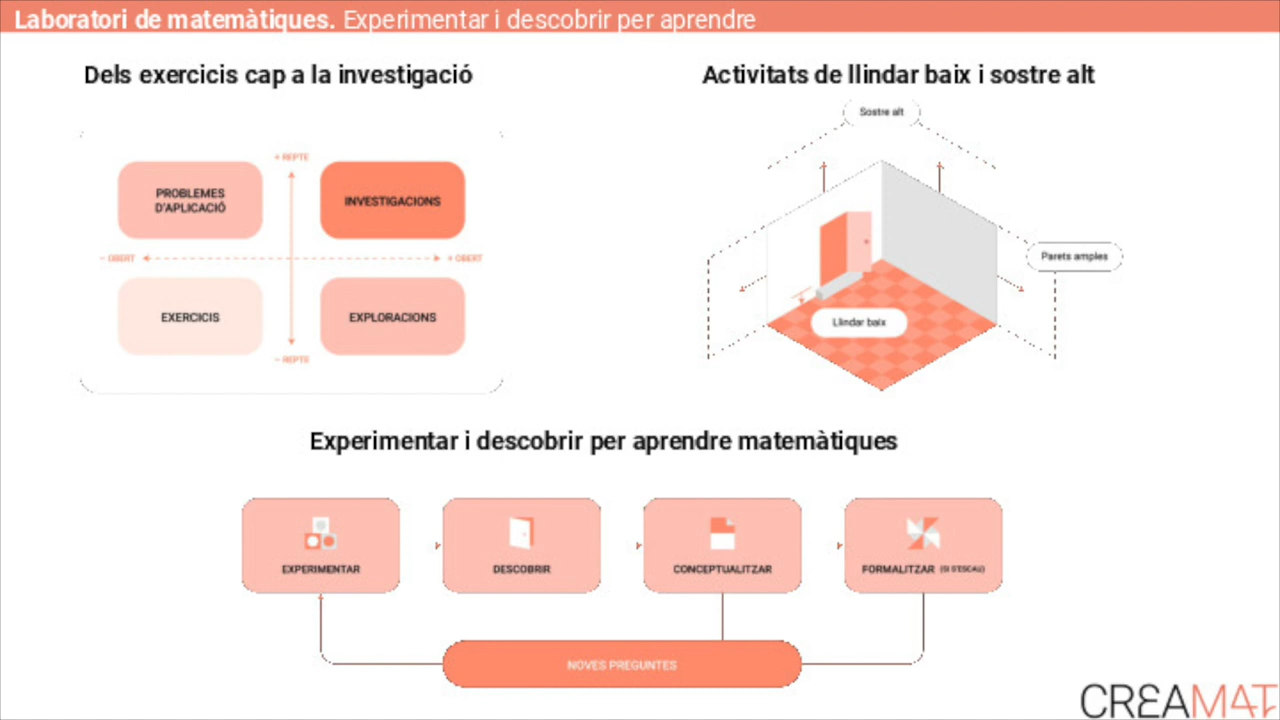 Laboratori de matemàtiques. Experimentar i descobrir per aprendre
Dels exercicis cap a la investigació
+ REPTE
PROBLEMES
D'APLICACIÓ
INVESTIGACIONS
− OBERT
+ OBERT
EXERCICIS
EXPLORACIONS
− REPTE
Activitats de llindar baix i sostre alt
Sostre alt
Parets amples
Llindar baix
Experimentar i descobrir per aprendre matemàtiques
EXPERIMENTAR
DESCOBRIR
CONCEPTUALITZAR
FORMALITZAR (SI S'ESCAU)
NOVES PREGUNTES
CREAMAT